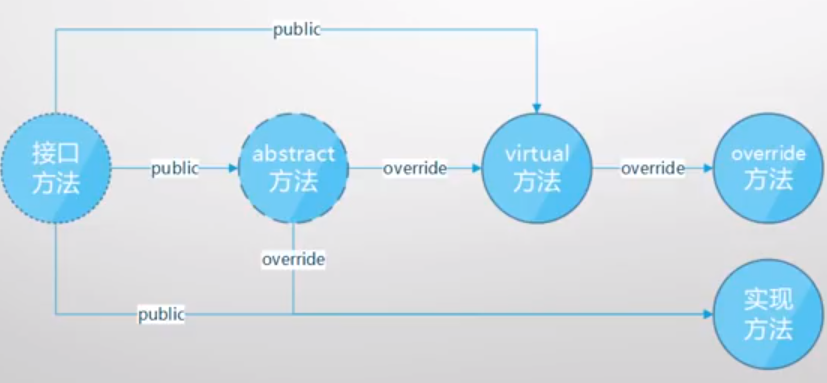 public
接口
方法
public
abstract
方法
override
virtual
方法
override
override
方法
override
public
实现
方法